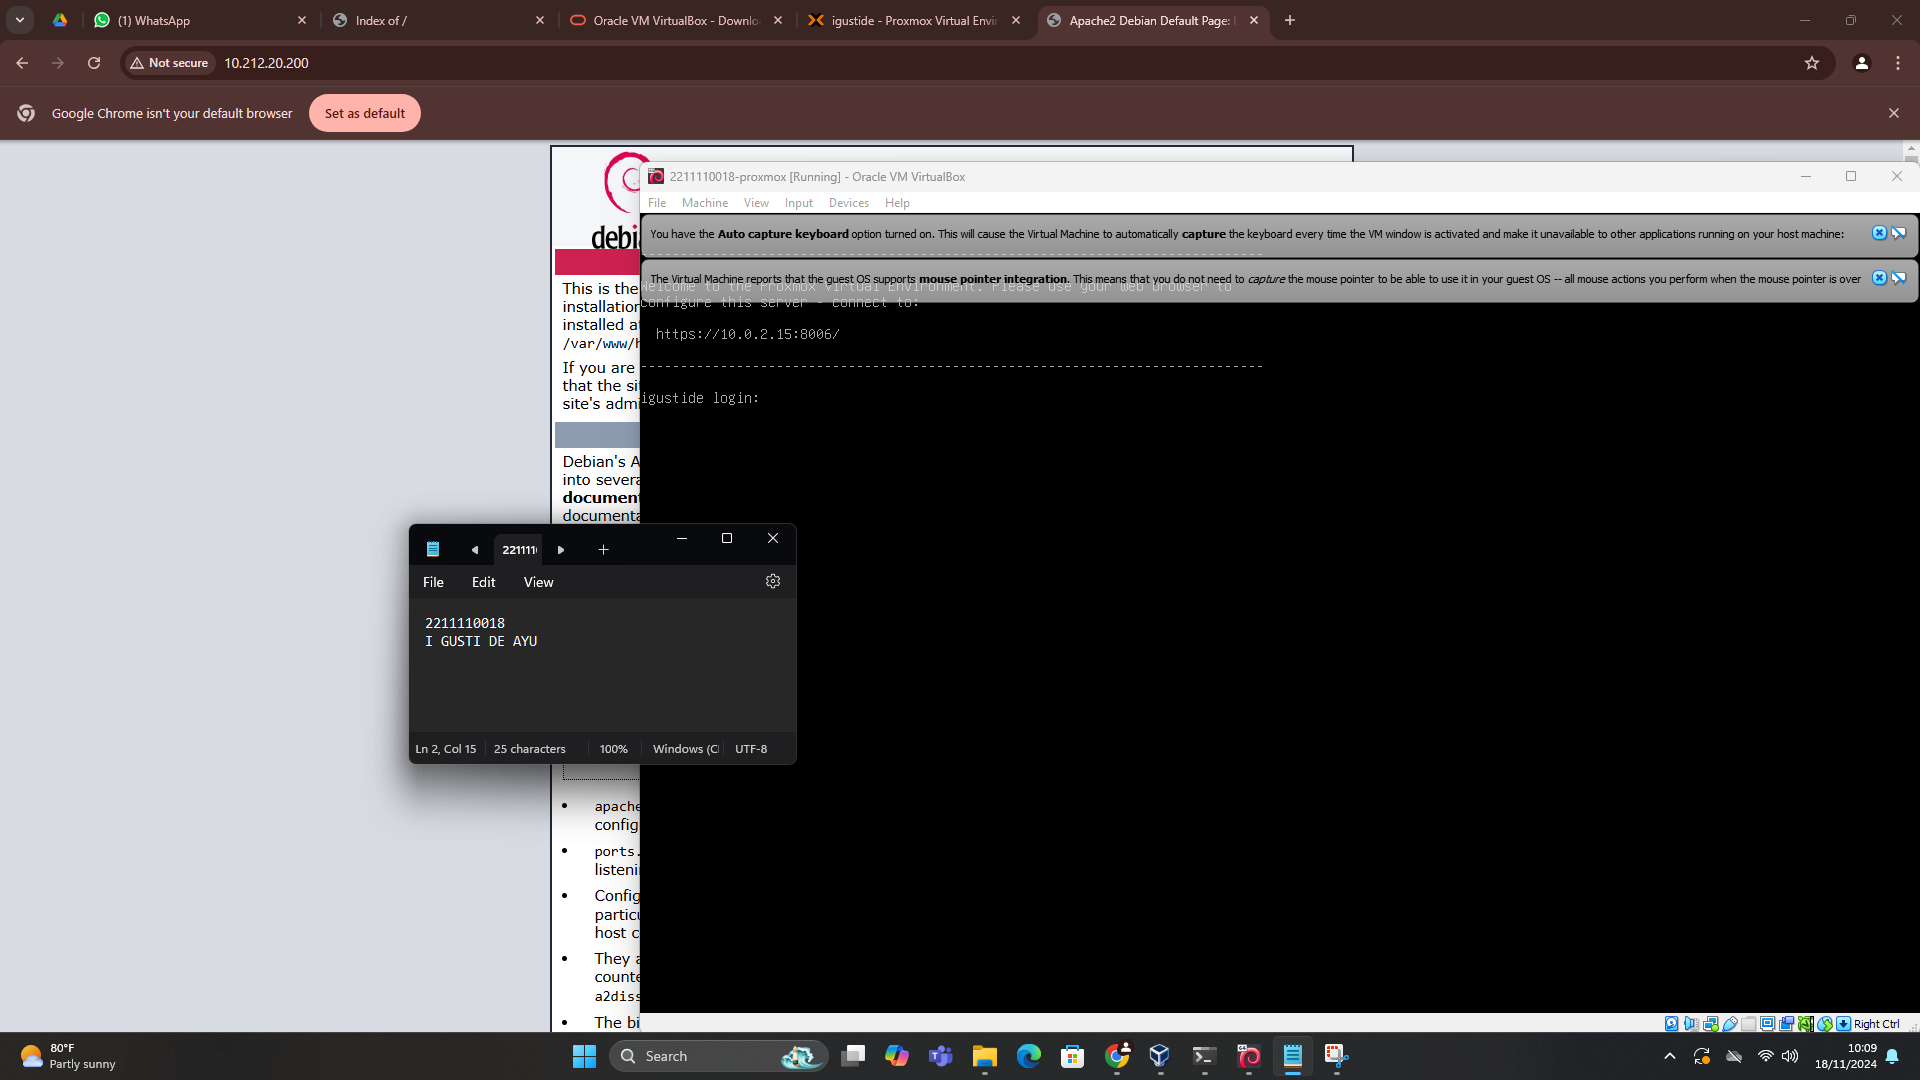 (1) WhatsApp
Index of /
Oracle VM VirtualBox - Downlo
igustide - Proxmox Virtual Envir
Apache2 Debian Default Page:
Not secure
10.212.20.200
Google Chrome isn't your default browser
Set as default
debi
This is the
installation
installed a
/var/www/h
If you are
that the si
site's admi
Debian's A
into severa
document
documenta
apache
config
ports.
listeni
Config
particu
host c
They a
counte
a2diss
The bi
2211110018-proxmox [Running] - Oracle VM VirtualBox
File Machine View Input Devices Help
You have the Auto capture keyboard option turned on. This will cause the Virtual Machine to automatically capture the keyboard every time the VM window is activated and make it unavailable to other applications running on your host machine:
The Virtual Machine reports that the guest OS supports mouse pointer integration. This means that you do not need to capture the mouse pointer to be able to use it in your guest OS -- all mouse actions you perform when the mouse pointer is over
Welcome to the Proxmox Virtual Environment. Please use your web browser to
configure this server - connect to:
https://10.0.2.15:8006/
------------------------------------------------------------------------------
igustide login:
221111
File Edit View
2211110018
I GUSTI DE AYU
Ln 2, Col 15 25 characters 100% Windows (C UTF-8
Right Ctrl
80°F
Partly sunny
Search
10:09
18/11/2024